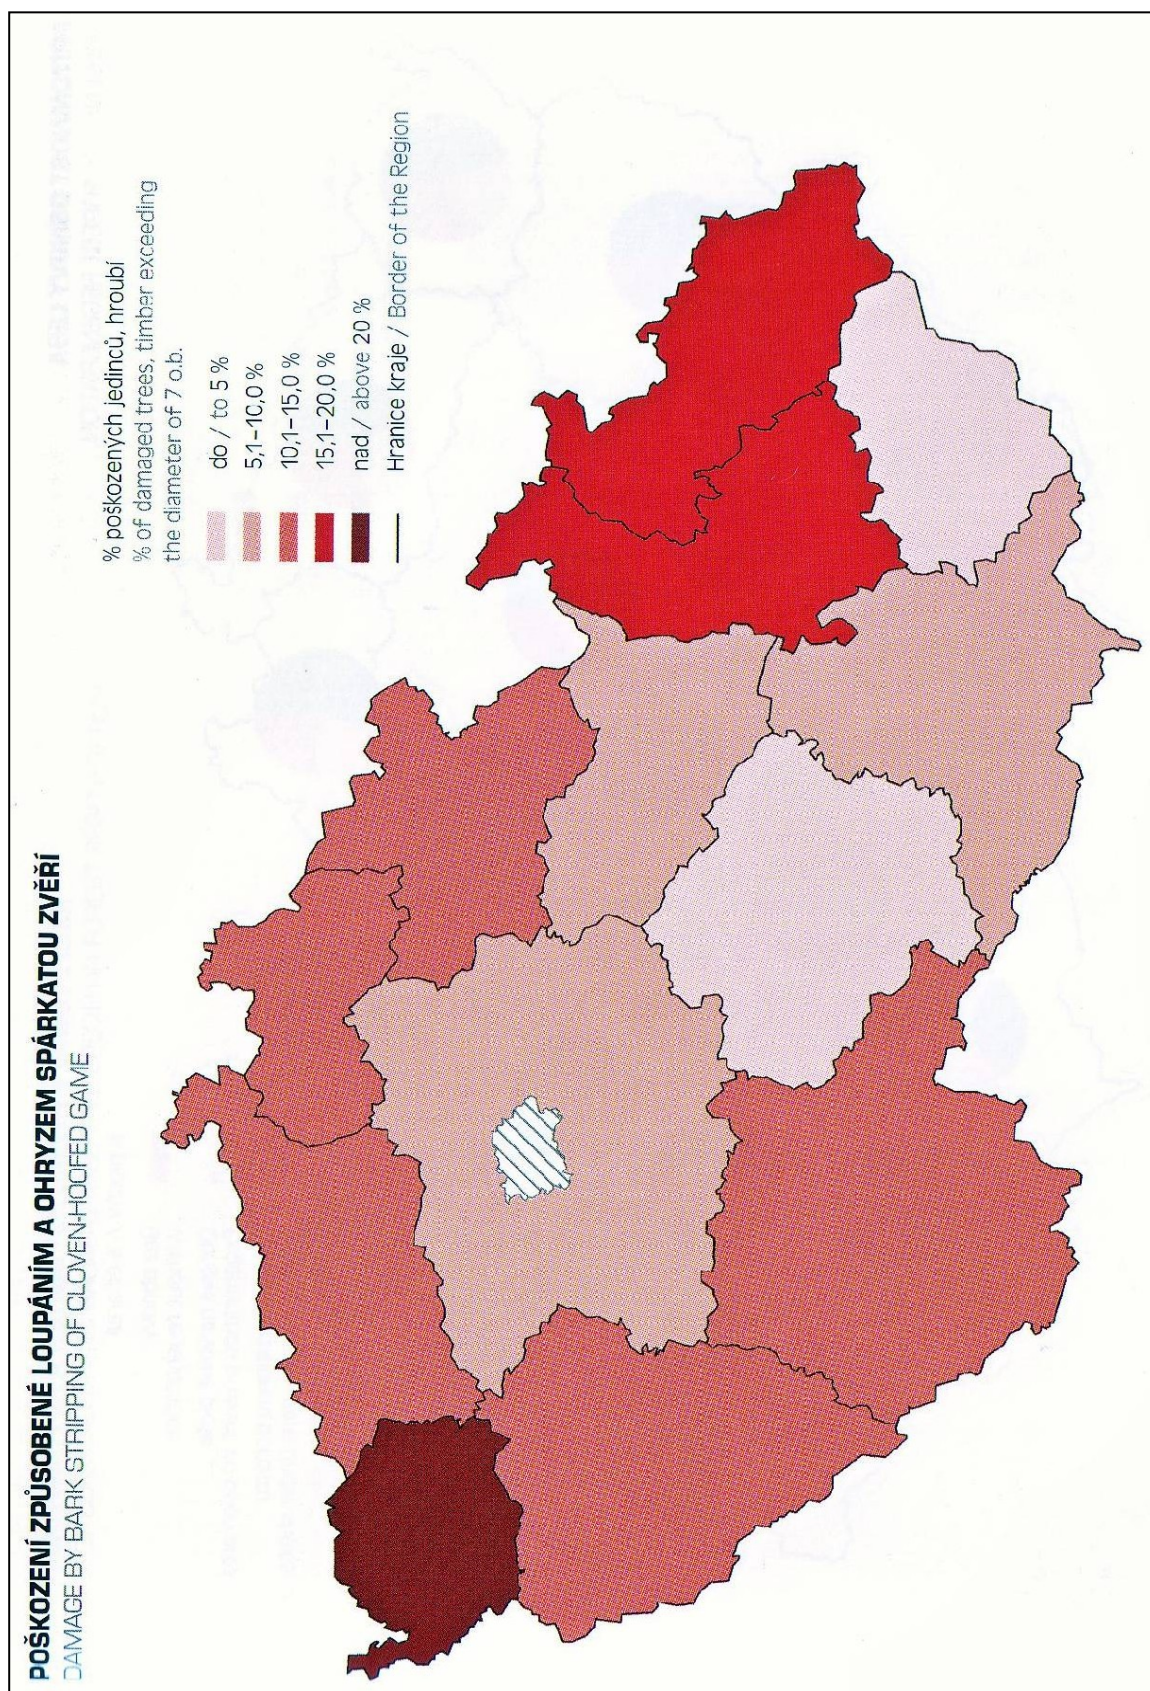 POŠKOZENÍ ZPŮSOBENÉ LOUPÁNÍM A OHRYZEM SPÁRKATOU ZVĚŘÍ
DAMAGE BY BARK STRIPPING OF CLOVEN-HOOFED GAME
% poškozených jedinců, hroubí
% of damaged trees, timber exceeding
the diameter of 7 o.b.
do / to 5 %
5,1–10,0 %
10,1–15,0 %
15,1–20,0 %
nad / above 20 %
Hranice kraje / Border of the Region